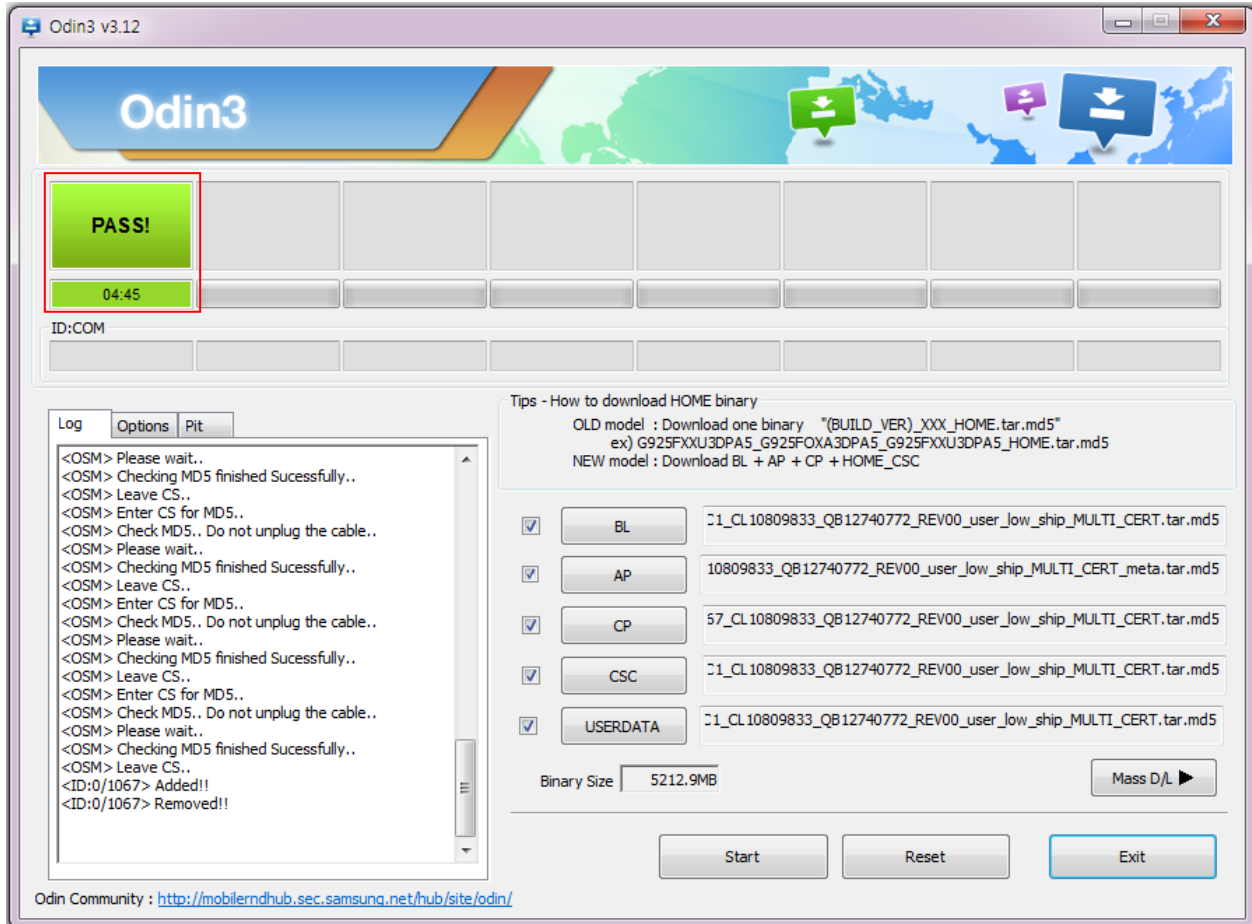 Odin3 v3.12
Odin3
PASS!
04:45
ID:COM
Log
Options
Pit
<OSM> Please wait..
<OSM> Checking MD5 finished Sucessfully..
<OSM> Leave CS..
<OSM> Enter CS for MD5..
<OSM> Check MD5.. Do not unplug the cable..
<OSM> Please wait..
<OSM> Checking MD5 finished Sucessfully..
<OSM> Leave CS..
<OSM> Enter CS for MD5..
<OSM> Check MD5.. Do not unplug the cable..
<OSM> Please wait..
<OSM> Checking MD5 finished Sucessfully..
<OSM> Leave CS..
<OSM> Enter CS for MD5..
<OSM> Check MD5.. Do not unplug the cable..
<OSM> Please wait..
<OSM> Checking MD5 finished Sucessfully..
<OSM> Leave CS..
<ID:0/1067> Added!!
<ID:0/1067> Removed!!
Tips - How to download HOME binary
OLD model : Download one binary "(BUILD_VER)_XXX_HOME.tar.md5"
ex) G925FXXU3DPA5_G925FOXA3DPA5_G925FXXU3DPA5_HOME.tar.md5
NEW model : Download BL + AP + CP + HOME_CSC
BL
C1_CL10809833_QB12740772_REV00_user_low_ship_MULTI_CERT.tar.md5
AP
10809833_QB12740772_REV00_user_low_ship_MULTI_CERT_meta.tar.md5
CP
67_CL10809833_QB12740772_REV00_user_low_ship_MULTI_CERT.tar.md5
CSC
C1_CL10809833_QB12740772_REV00_user_low_ship_MULTI_CERT.tar.md5
USERDATA
C1_CL10809833_QB12740772_REV00_user_low_ship_MULTI_CERT.tar.md5
Binary Size
5212.9MB
Mass D/L
Start
Reset
Exit
Odin Community : http://mobilerndhub.sec.samsung.net/hub/site/odin/